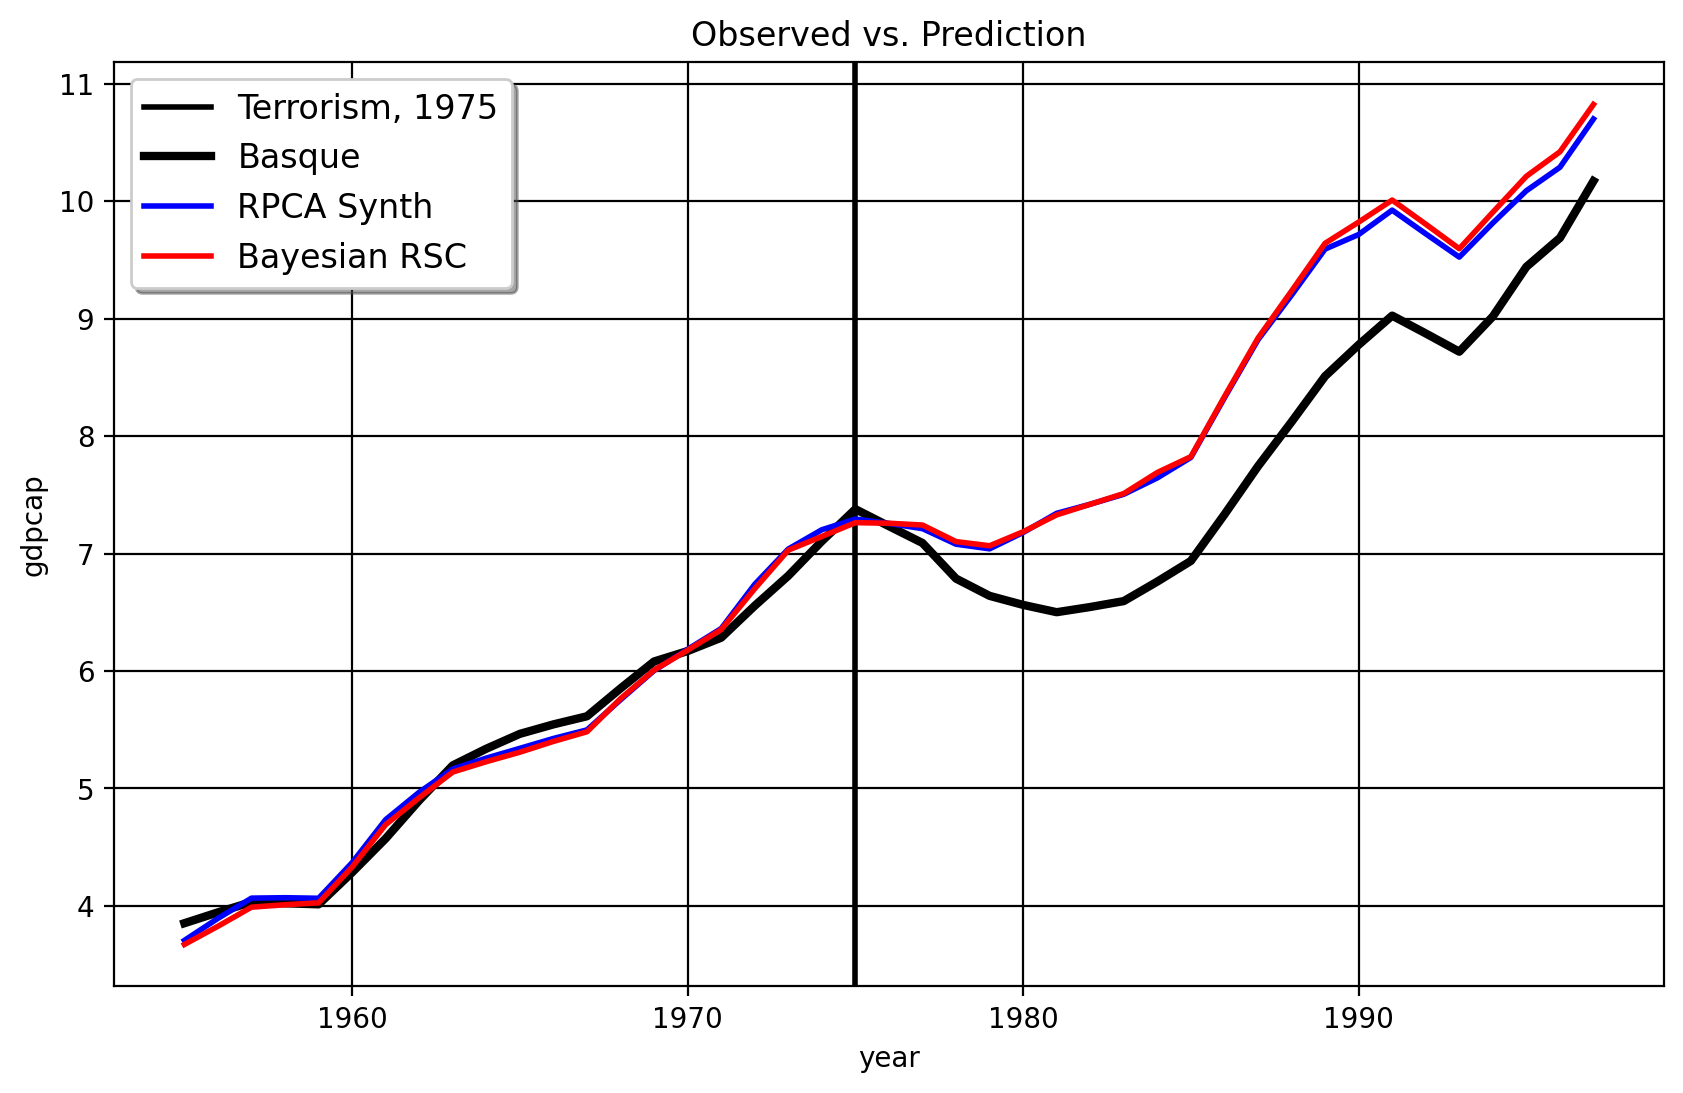 Observed vs. Prediction
Terrorism, 1975
Basque
RPCA Synth
Bayesian RSC
gdpcap
11
10
9
8
7
6
5
4
1960
1970
1980
1990
year